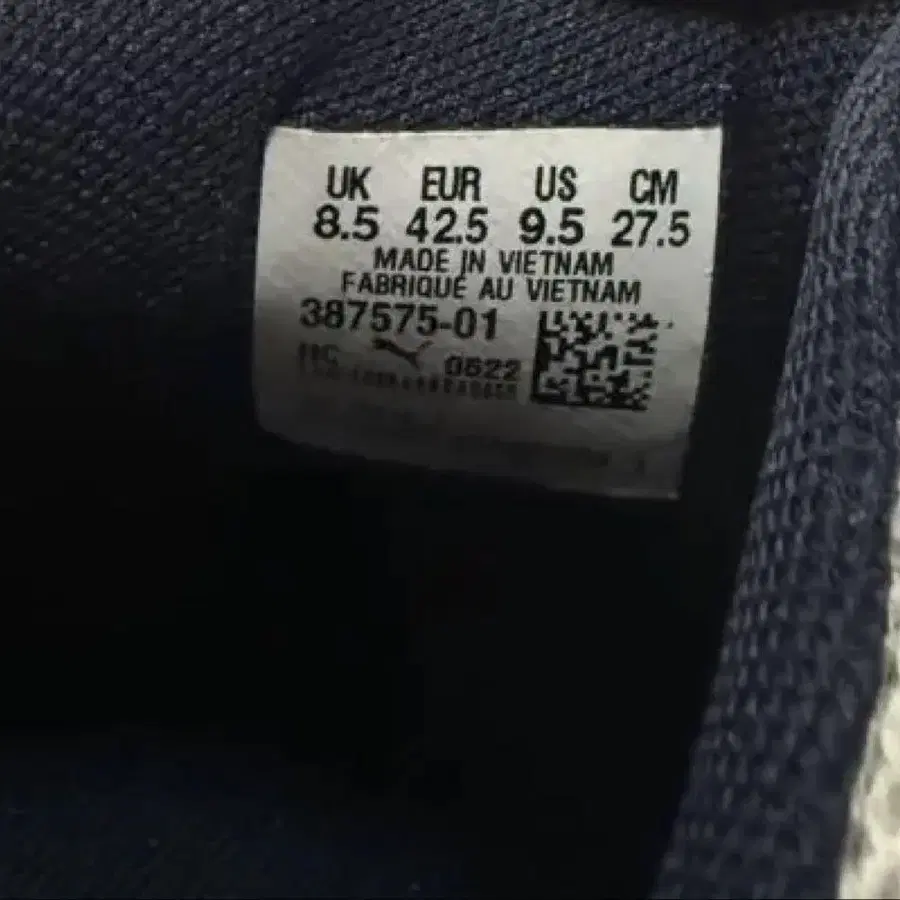 UK EUR US CM
8.5 42.5 9.5 27.5
MADE IN VIETNAM
FABRIQUÉ AU VIETNAM
387575-01
0622